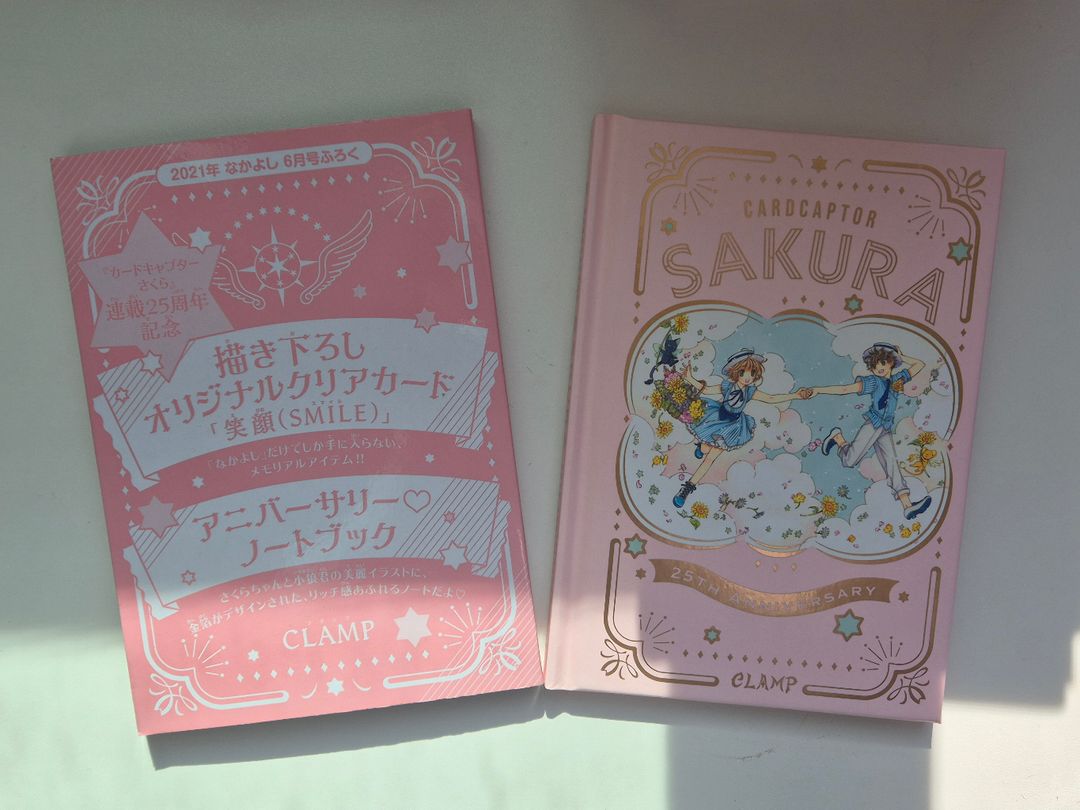 2021年 なかよし 6月号ふろく
『カードキャプター
さくら』
連載25周年
記念
描き下ろし
オリジナルクリアカード
「笑顔(SMILE)」
「なかよし」だけでしか手に入らない、
メモリアルアイテム!!
アニバーサリー♡
ノートブック
さくらちゃんと小狼君の美麗イラストに、
金箔がデザインされた、リッチ感あふれるノートだよ♡
CLAMP
CARDCAPTOR
SAKURA
25TH ANNIVERSARY
CLAMP